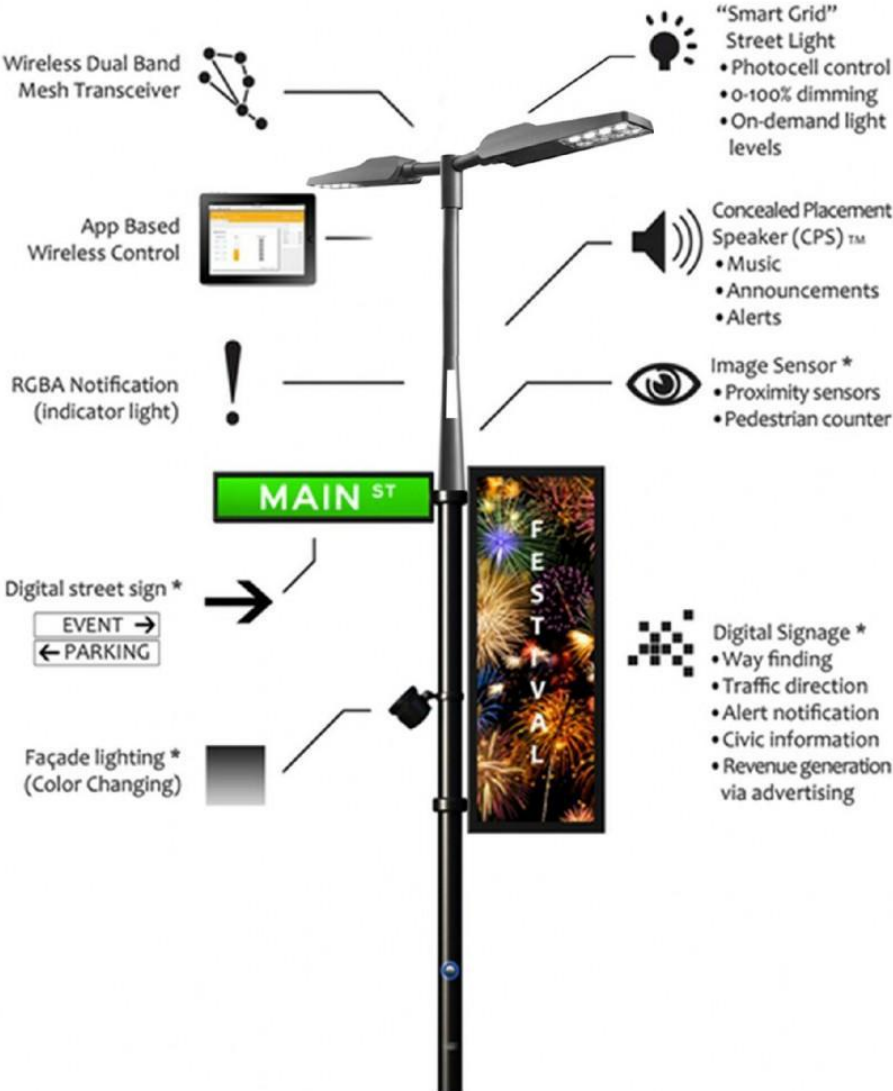 Wireless Dual Band
Mesh Transceiver
"Smart Grid"
Street Light
• Photocell control
• 0-100% dimming
• On-demand light
levels
App Based
Wireless Control
Concealed Placement
Speaker (CPS) TM
• Music
• Announcements
• Alerts
RGBA Notification
(indicator light)
Image Sensor *
• Proximity sensors
• Pedestrian counter
MAIN ST
FESTIVAL
Digital street sign *
EVENT →
← PARKING
Digital Signage *
• Way finding
• Traffic direction
• Alert notification
• Civic information
• Revenue generation
via advertising
Façade lighting *
(Color Changing)